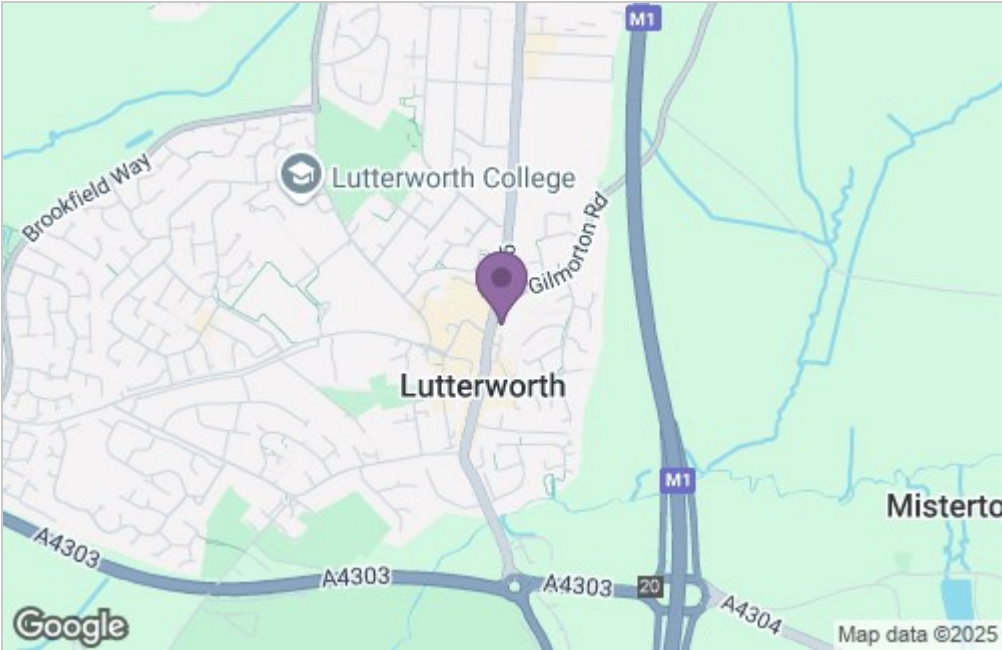 M1
Brookfield Way
Lutterworth College
Gilmorton Rd
Lutterworth
M1
Misterto
A4303
A4303
A4303
20
A4304
Google
Map data ©2025